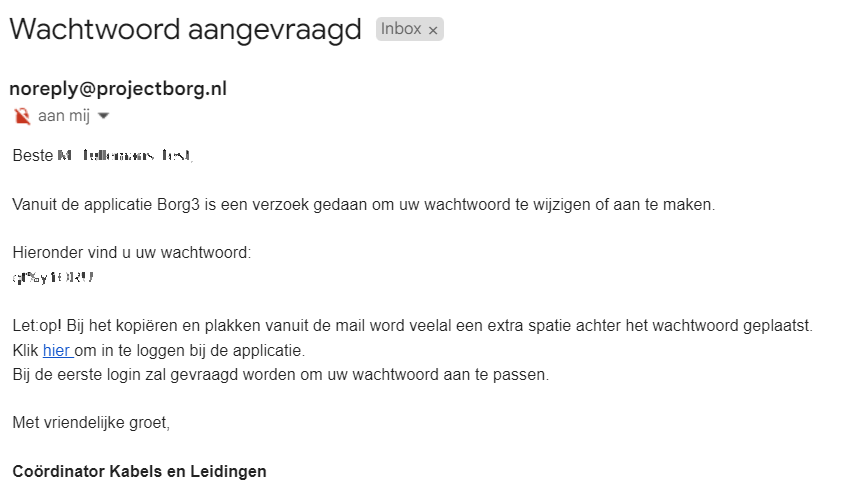 Wachtwoord aangevraagd Inbox ×
noreply@projectborg.nl
aan mij
Beste
Vanuit de applicatie Borg3 is een verzoek gedaan om uw wachtwoord te wijzigen of aan te maken.
Hieronder vind u uw wachtwoord:
Let op! Bij het kopiëren en plakken vanuit de mail word veelal een extra spatie achter het wachtwoord geplaatst.
Klik hier om in te loggen bij de applicatie.
Bij de eerste login zal gevraagd worden om uw wachtwoord aan te passen.
Met vriendelijke groet,
Coördinator Kabels en Leidingen